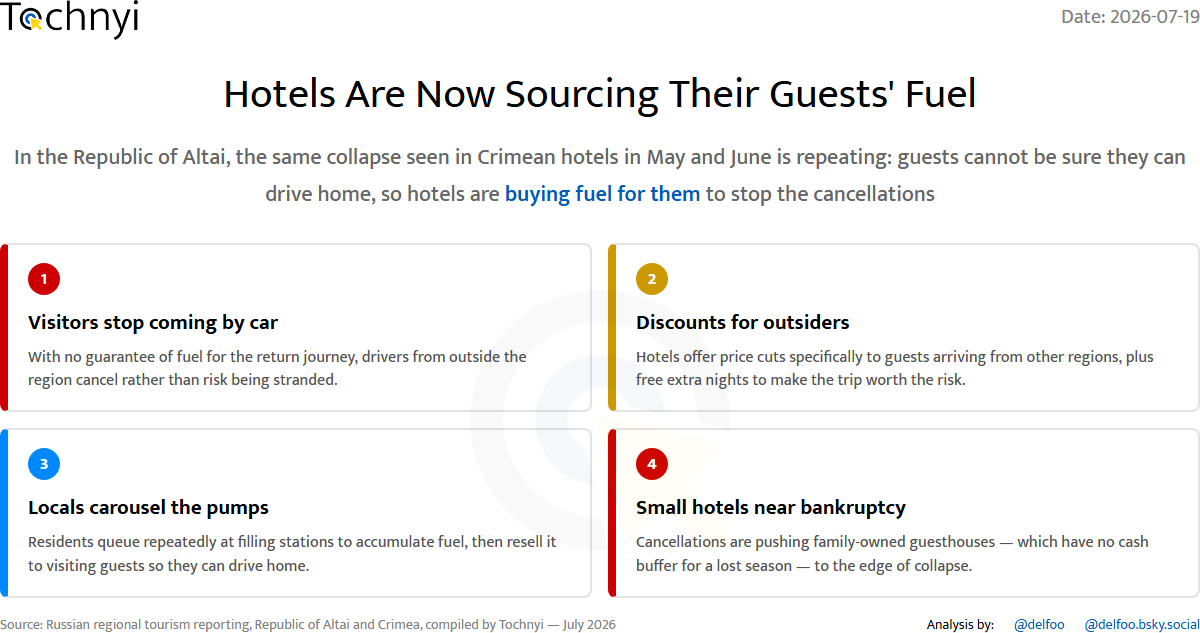 Tochnyi
Date: 2026-07-19
Hotels Are Now Sourcing Their Guests' Fuel
In the Republic of Altai, the same collapse seen in Crimean hotels in May and June is repeating: guests cannot be sure they can
drive home, so hotels are buying fuel for them to stop the cancellations
1
Visitors stop coming by car
With no guarantee of fuel for the return journey, drivers from outside the
region cancel rather than risk being stranded.
2
Discounts for outsiders
Hotels offer price cuts specifically to guests arriving from other regions, plus
free extra nights to make the trip worth the risk.
3
Locals carousel the pumps
Residents queue repeatedly at filling stations to accumulate fuel, then resell it
to visiting guests so they can drive home.
4
Small hotels near bankruptcy
Cancellations are pushing family-owned guesthouses — which have no cash
buffer for a lost season — to the edge of collapse.
Source: Russian regional tourism reporting, Republic of Altai and Crimea, compiled by Tochnyi — July 2026
Analysis by: @delfoo @delfoo.bsky.social